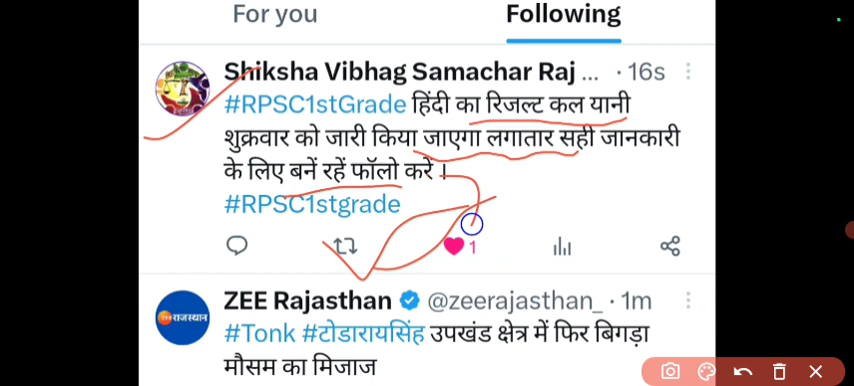 For you Following
Shiksha Vibhag Samachar Raj ... · 16s
#RPSC1stGrade हिंदी का रिजल्ट कल यानी
शुक्रवार को जारी किया जाएगा लगातार सही जानकारी
के लिए बनें रहें फॉलो करें ।
#RPSC1stgrade
1
ZEE Rajasthan @zeerajasthan_ · 1m
राजस्थान
#Tonk #टोडारायसिंह उपखंड क्षेत्र में फिर बिगड़ा
मौसम का मिजाज